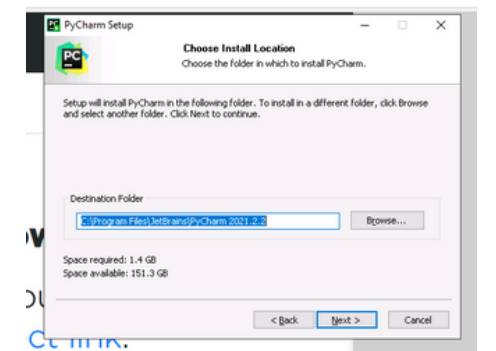 PyCharm Setup
PC
Choose Install Location
Choose the folder in which to install PyCharm.
Setup will install PyCharm in the following folder. To install in a different folder, click Browse
and select another folder. Click Next to continue.
Destination Folder
C:\Program Files\JetBrains\PyCharm 2021.2.2
Browse...
Space required: 1.4 GB
Space available: 151.3 GB
< Back
Next >
Cancel
ct link.